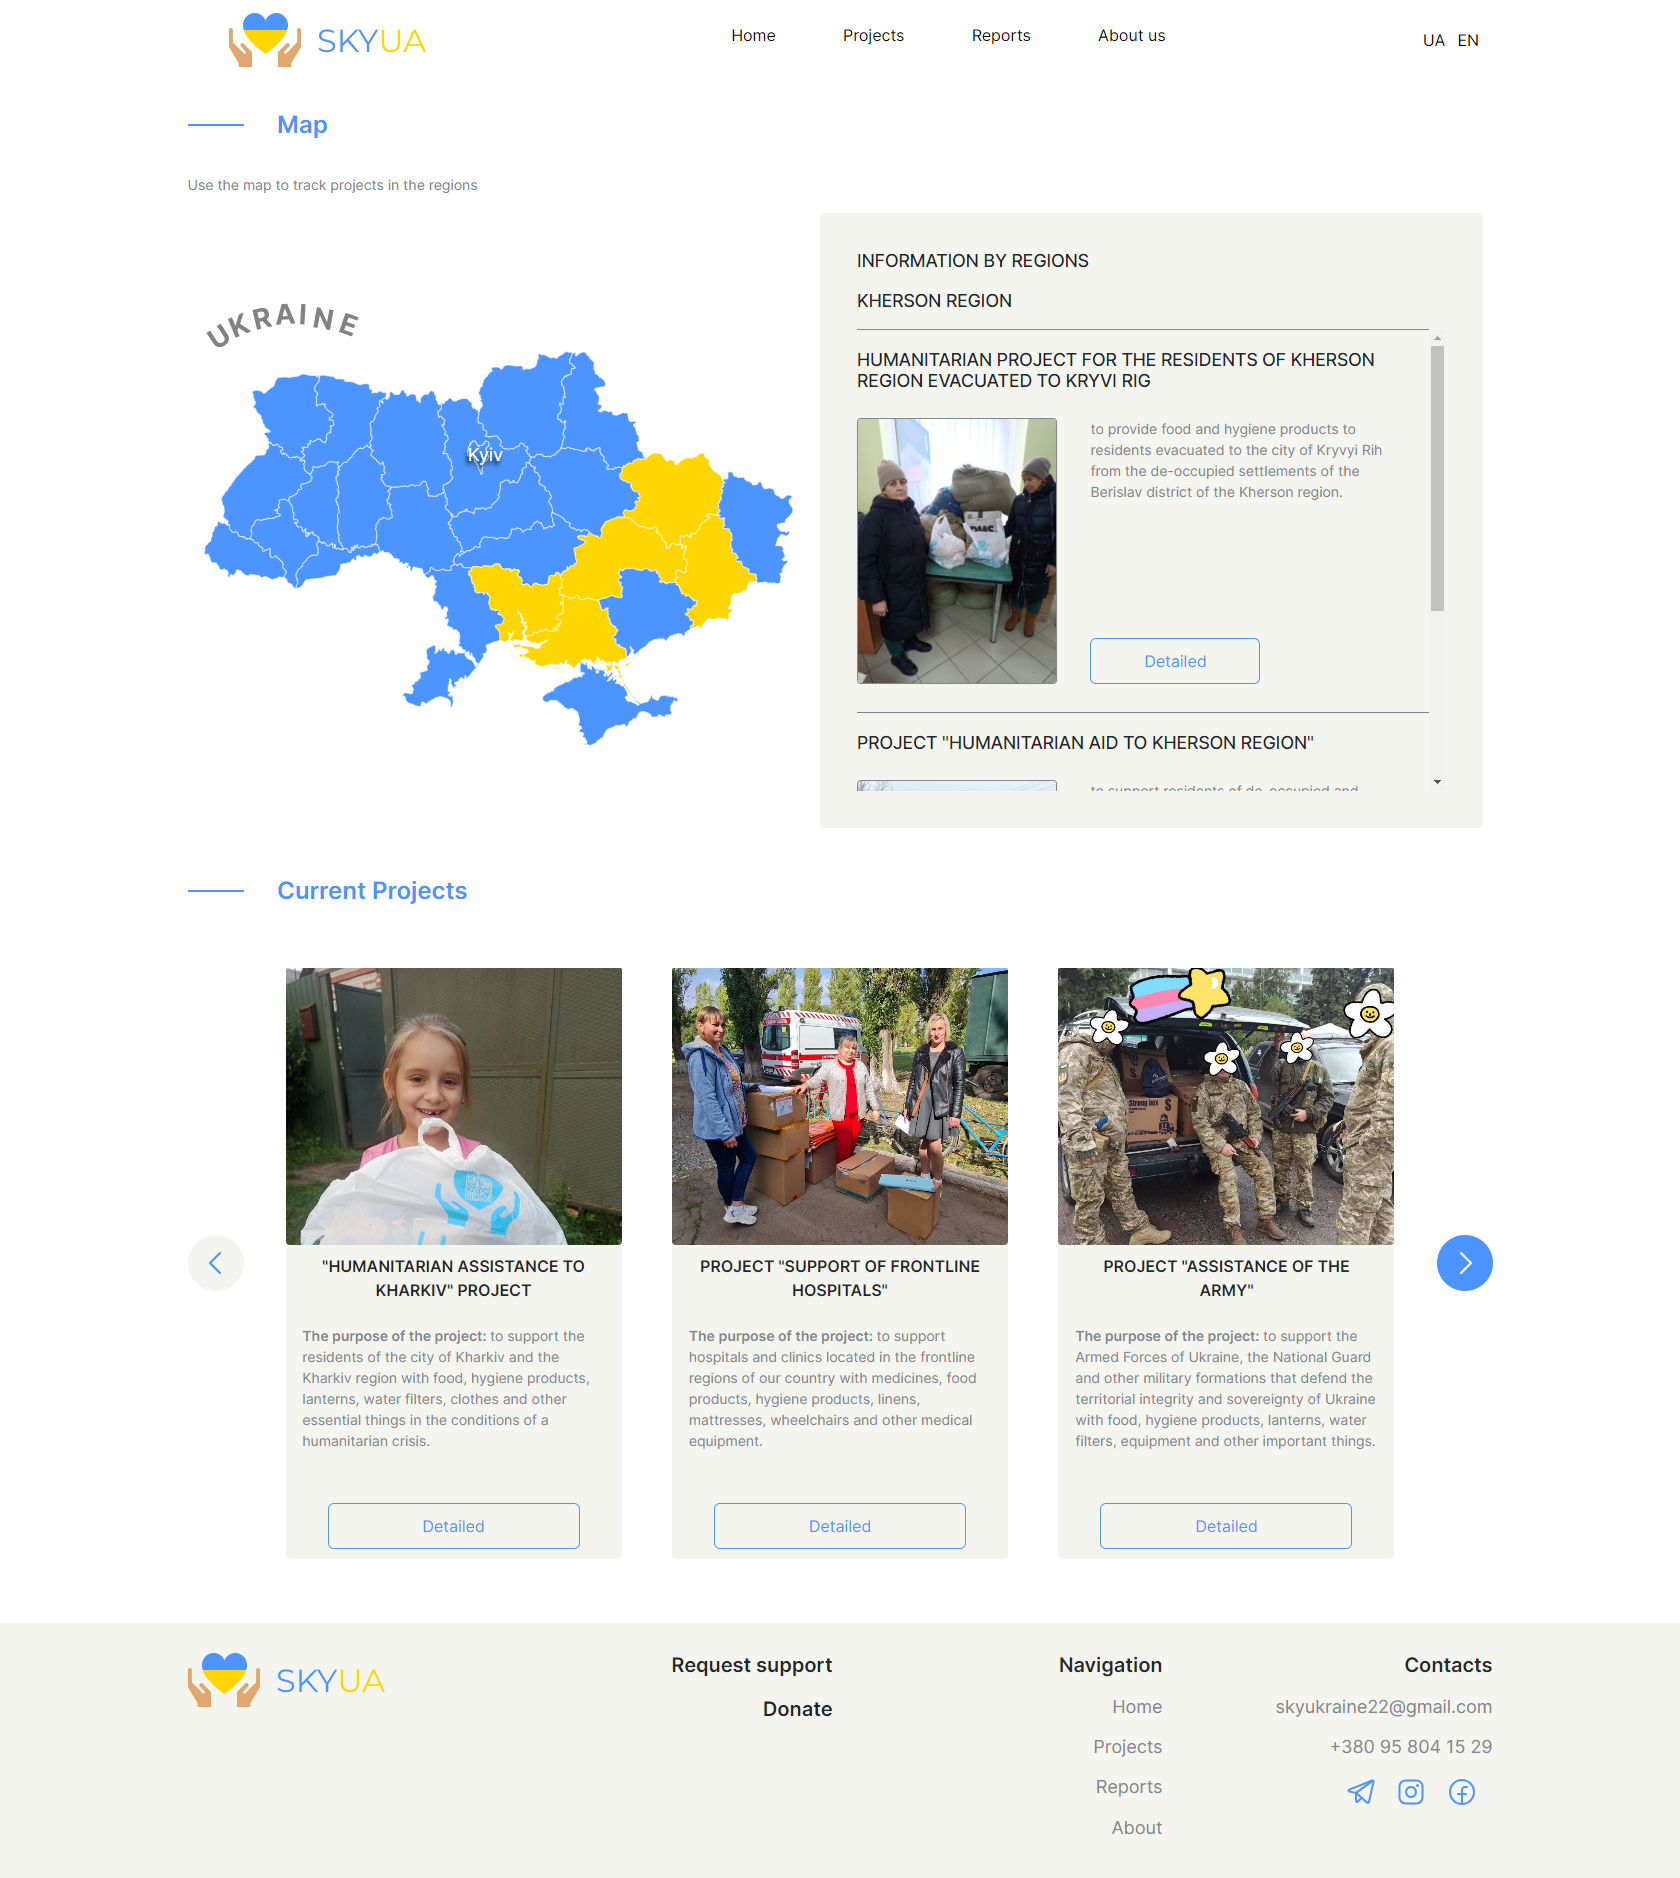 SKYUA
Home
Projects
Reports
About us
UA EN
Map
Use the map to track projects in the regions
UKRAINE
Kyiv
INFORMATION BY REGIONS
KHERSON REGION
HUMANITARIAN PROJECT FOR THE RESIDENTS OF KHERSON
REGION EVACUATED TO KRYVI RIG
to provide food and hygiene products to
residents evacuated to the city of Kryvyi Rih
from the de-occupied settlements of the
Berislav district of the Kherson region.
Detailed
PROJECT "HUMANITARIAN AID TO KHERSON REGION"
to support residents of de-occupied and
Current Projects
"HUMANITARIAN ASSISTANCE TO
KHARKIV" PROJECT
The purpose of the project: to support the
residents of the city of Kharkiv and the
Kharkiv region with food, hygiene products,
lanterns, water filters, clothes and other
essential things in the conditions of a
humanitarian crisis.
Detailed
PROJECT "SUPPORT OF FRONTLINE
HOSPITALS"
The purpose of the project: to support
hospitals and clinics located in the frontline
regions of our country with medicines, food
products, hygiene products, linens,
mattresses, wheelchairs and other medical
equipment.
Detailed
Strong box
S
PROJECT "ASSISTANCE OF THE
ARMY"
The purpose of the project: to support the
Armed Forces of Ukraine, the National Guard
and other military formations that defend the
territorial integrity and sovereignty of Ukraine
with food, hygiene products, lanterns, water
filters, equipment and other important things.
Detailed
SKYUA
Request support
Donate
Navigation
Home
Projects
Reports
About
Contacts
skyukraine22@gmail.com
+380 95 804 15 29